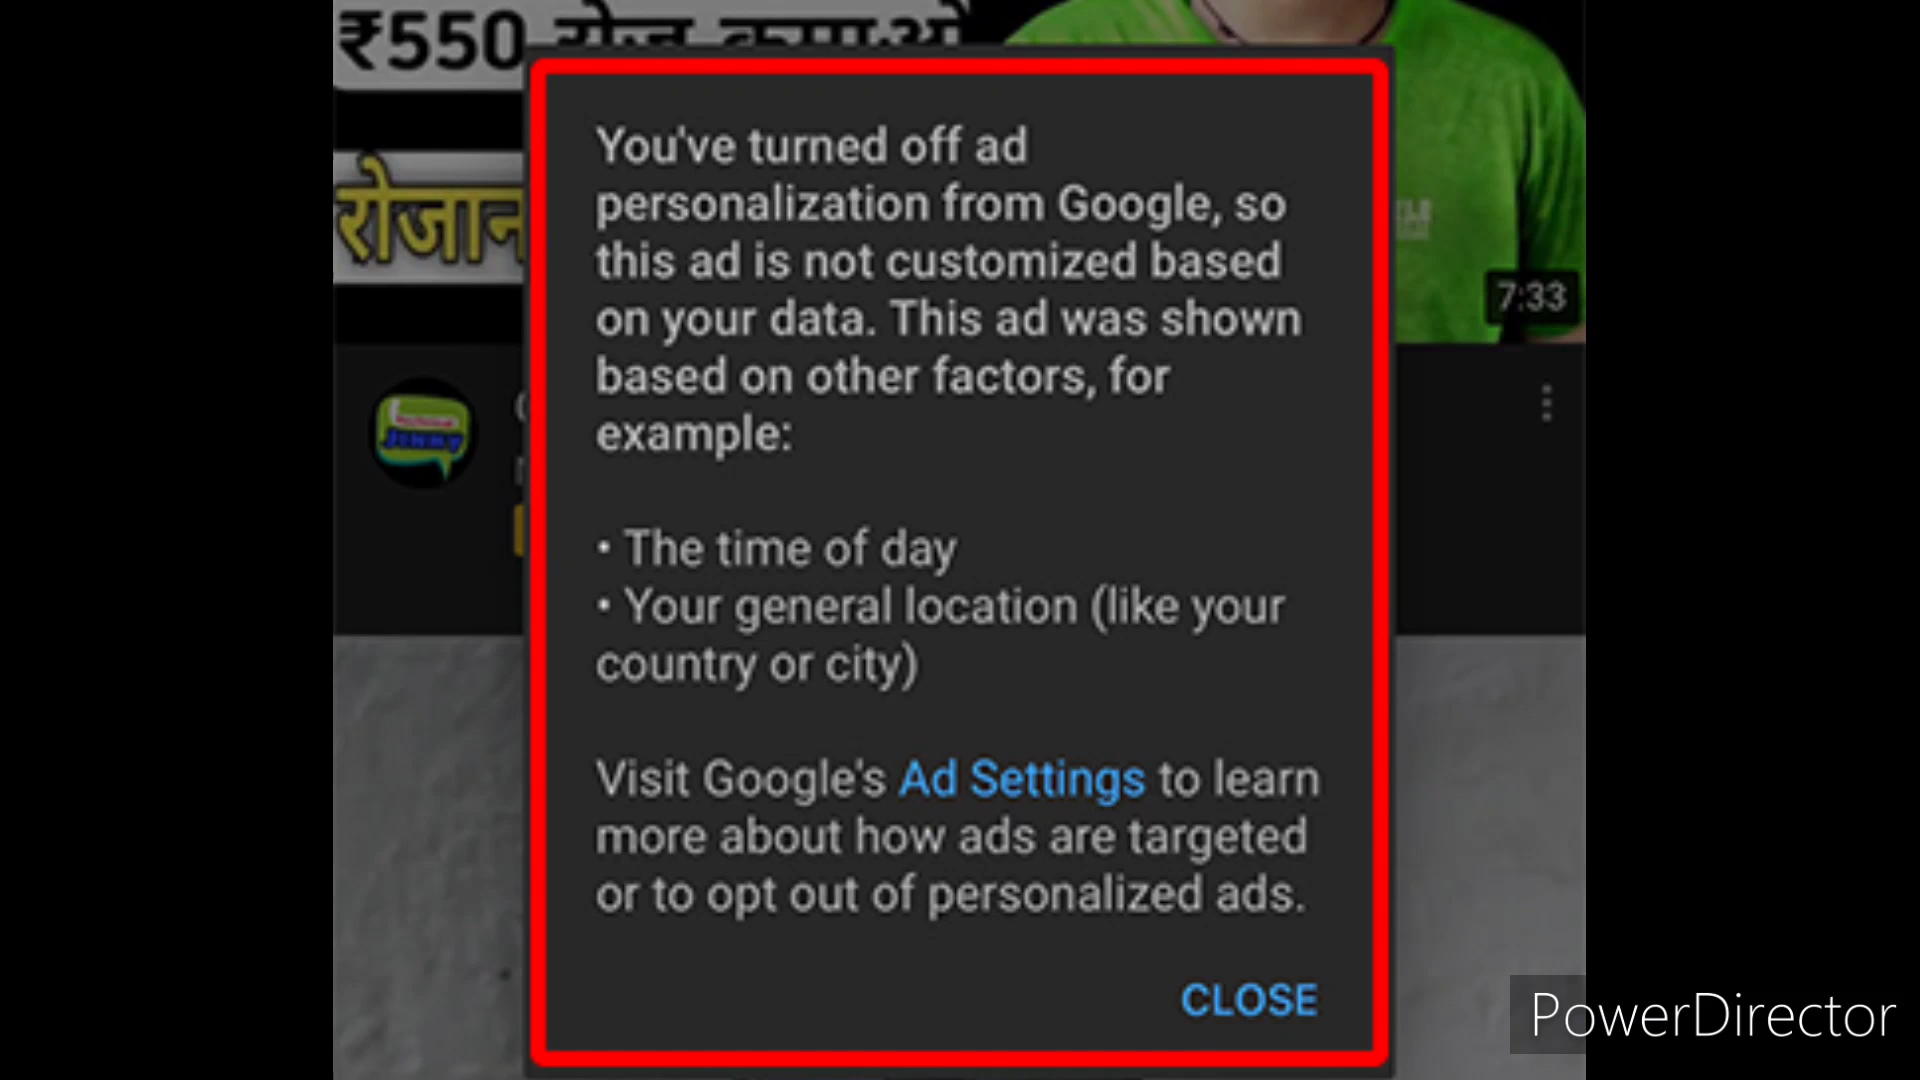 ₹550 रोज कमाओ
रोजान
7:33
You've turned off ad
personalization from Google, so
this ad is not customized based
on your data. This ad was shown
based on other factors, for
example:
• The time of day
• Your general location (like your
country or city)
Visit Google's Ad Settings to learn
more about how ads are targeted
or to opt out of personalized ads.
CLOSE
PowerDirector